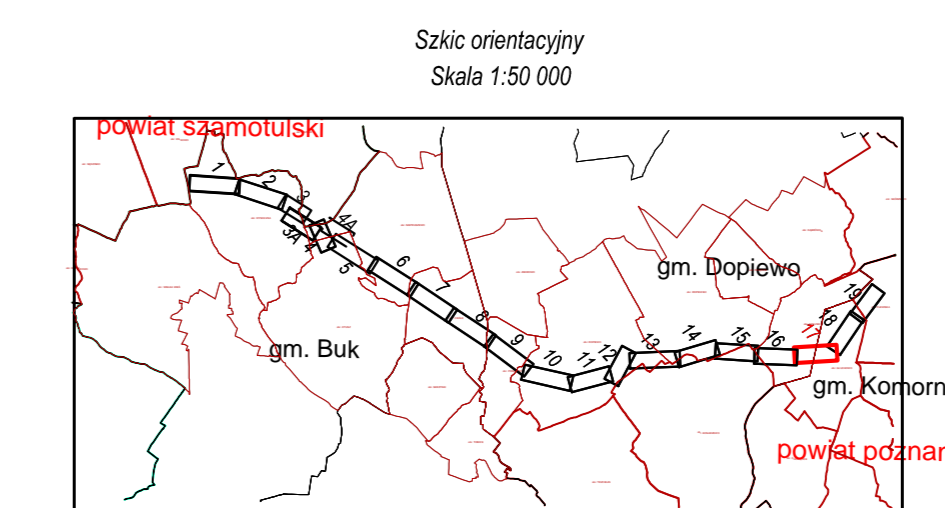 Szkic orientacyjny
Skala 1:50 000
powiat szamotulski
1
2
3
3A
4
4A
5
6
7
8
9
10
11
12
13
14
15
16
17
18
19
gm. Dopiewo
gm. Buk
gm. Komorn
powiat poznar